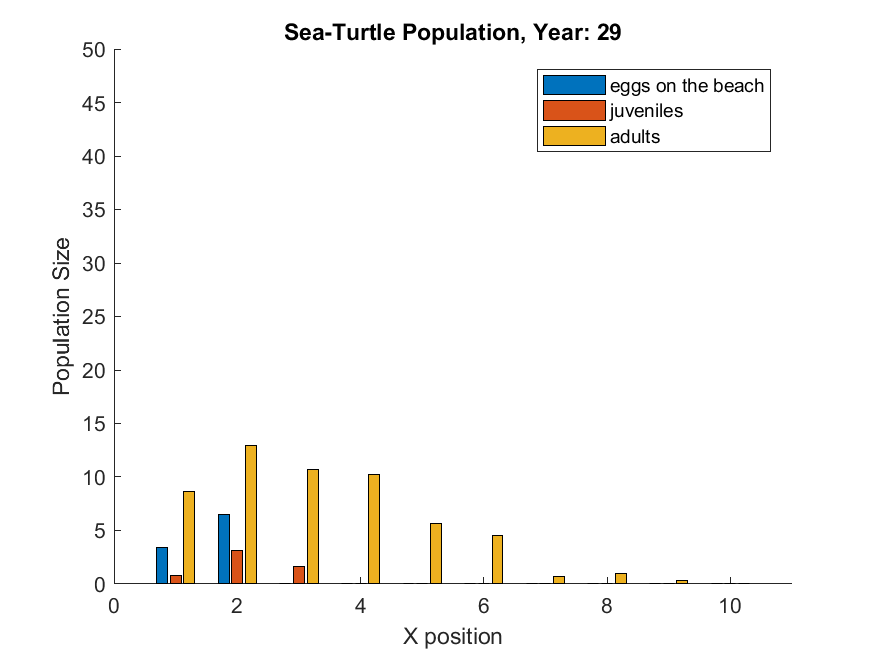 Sea-Turtle Population, Year: 29
50
45
40
35
30
25
20
15
10
5
0
Population Size
eggs on the beach
juveniles
adults
0 2 4 6 8 10
X position